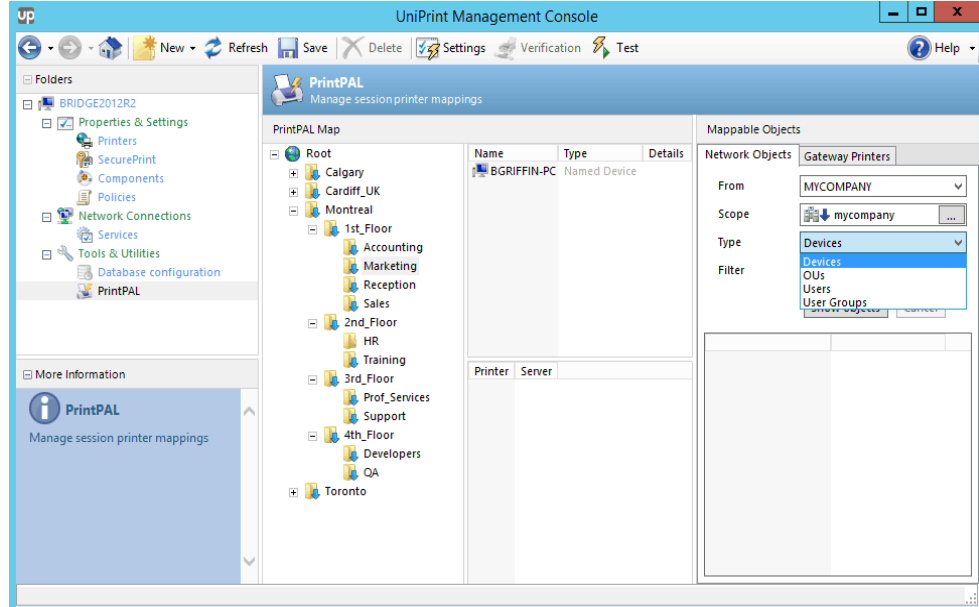 up
UniPrint Management Console
x
New
Refresh
Save
Delete
Settings
Verification
Test
Help
Folders
BRIDGE2012R2
Properties & Settings
Printers
SecurePrint
Components
Policies
Network Connections
Services
Tools & Utilities
Database configuration
PrintPAL
More Information
PrintPAL
Manage session printer mappings
PrintPAL
Manage session printer mappings
PrintPAL Map
Root
Calgary
Cardiff_UK
Montreal
1st_Floor
Accounting
Marketing
Reception
Sales
2nd_Floor
HR
Training
3rd_Floor
Prof_Services
Support
4th_Floor
Developers
QA
Toronto
Name Type Details
BGRIFFIN-PC Named Device
Printer Server
Mappable Objects
Network Objects Gateway Printers
From MYCOMPANY
Scope mycompany ...
Type Devices
Devices
OUs
Users
User Groups
Filter
Show Objects Cancel